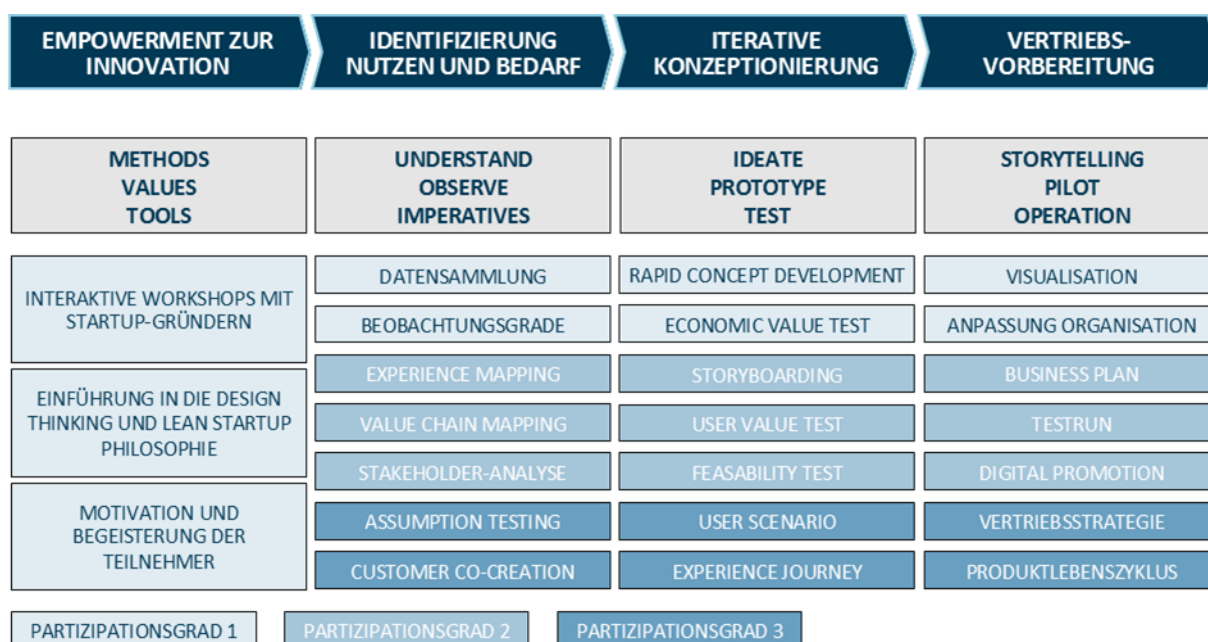 EMPOWERMENT ZUR
INNOVATION
IDENTIFIZIERUNG
NUTZEN UND BEDARF
ITERATIVE
KONZEPTIONIERUNG
VERTRIEBS-
VORBEREITUNG
METHODS
VALUES
TOOLS
UNDERSTAND
OBSERVE
IMPERATIVES
IDEATE
PROTOTYPE
TEST
STORYTELLING
PILOT
OPERATION
INTERAKTIVE WORKSHOPS MIT
STARTUP-GRÜNDERN
EINFÜHRUNG IN DIE DESIGN
THINKING UND LEAN STARTUP
PHILOSOPHIE
MOTIVATION UND
BEGEISTERUNG DER
TEILNEHMER
DATENSAMMLUNG
BEOBACHTUNGSGRADE
EXPERIENCE MAPPING
VALUE CHAIN MAPPING
STAKEHOLDER-ANALYSE
ASSUMPTION TESTING
CUSTOMER CO-CREATION
RAPID CONCEPT DEVELOPMENT
ECONOMIC VALUE TEST
STORYBOARDING
USER VALUE TEST
FEASABILITY TEST
USER SCENARIO
EXPERIENCE JOURNEY
VISUALISATION
ANPASSUNG ORGANISATION
BUSINESS PLAN
TESTRUN
DIGITAL PROMOTION
VERTRIEBSSTRATEGIE
PRODUKTLEBENSZYKLUS
PARTIZIPATIONSGRAD 1
PARTIZIPATIONSGRAD 2
PARTIZIPATIONSGRAD 3